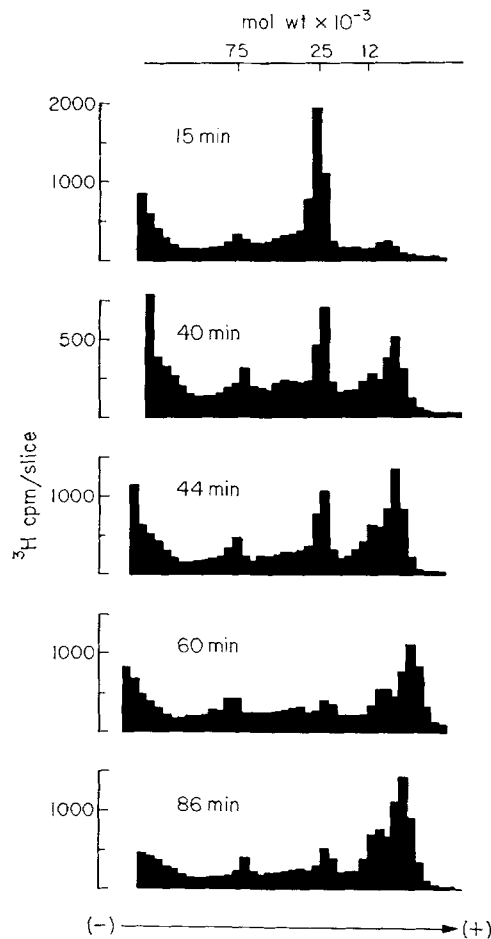 mol wt × 10⁻³
75 25 12
2000
15 min
1000
40 min
500
44 min
1000
³H cpm/slice
60 min
1000
86 min
1000
(−) (+)